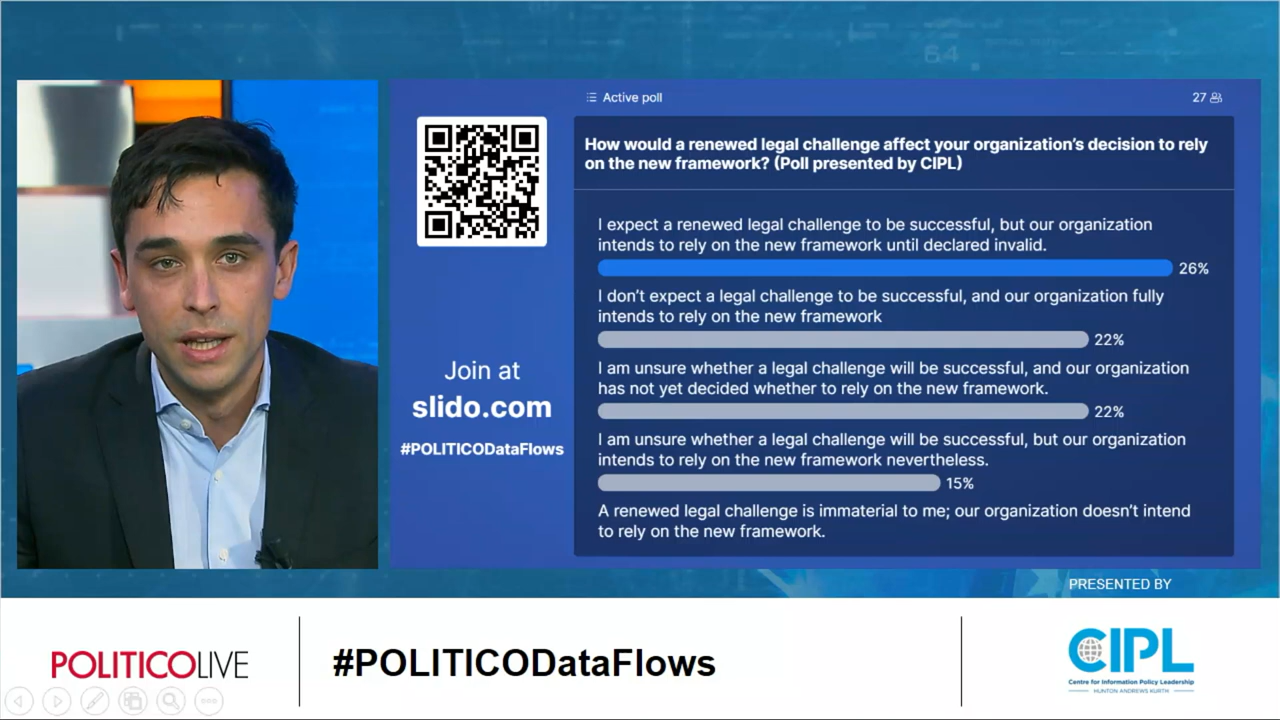 64
Active poll
27
How would a renewed legal challenge affect your organization's decision to rely
on the new framework? (Poll presented by CIPL)
I expect a renewed legal challenge to be successful, but our organization
intends to rely on the new framework until declared invalid.
26%
I don't expect a legal challenge to be successful, and our organization fully
intends to rely on the new framework
22%
I am unsure whether a legal challenge will be successful, and our organization
has not yet decided whether to rely on the new framework.
22%
I am unsure whether a legal challenge will be successful, but our organization
intends to rely on the new framework nevertheless.
15%
A renewed legal challenge is immaterial to me; our organization doesn't intend
to rely on the new framework.
Join at
slido.com
#POLITICODataFlows
PRESENTED BY
POLITICOLIVE
#POLITICODataFlows
CIPL
Centre for Information Policy Leadership
HUNTON ANDREWS KURTH